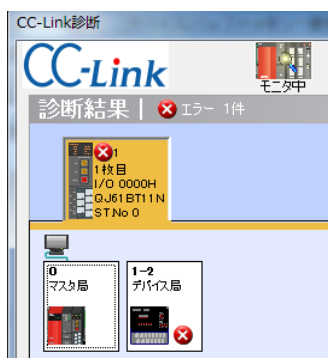 CC-Link診断
CC-Link
モニタ中
診断結果 | エラー 1件
1
1枚目
I/O 0000H
QJ61BT11N
ST.No 0
0
マスタ局
1-2
デバイス局